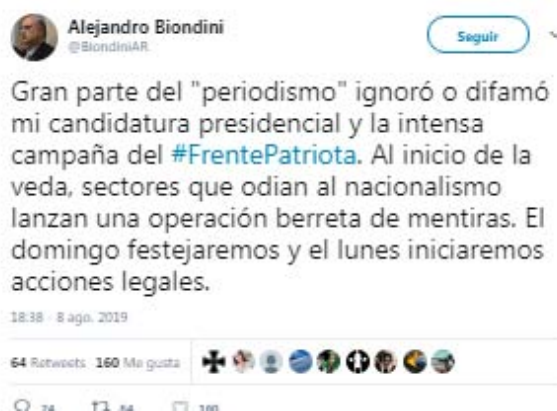 Alejandro Biondini
@BiondiniAR
Seguir
Gran parte del "periodismo" ignoró o difamó
mi candidatura presidencial y la intensa
campaña del #FrentePatriota. Al inicio de la
veda, sectores que odian al nacionalismo
lanzan una operación berreta de mentiras. El
domingo festejaremos y el lunes iniciaremos
acciones legales.
18:38 - 8 ago. 2019
64 Retweets 160 Me gusta
160